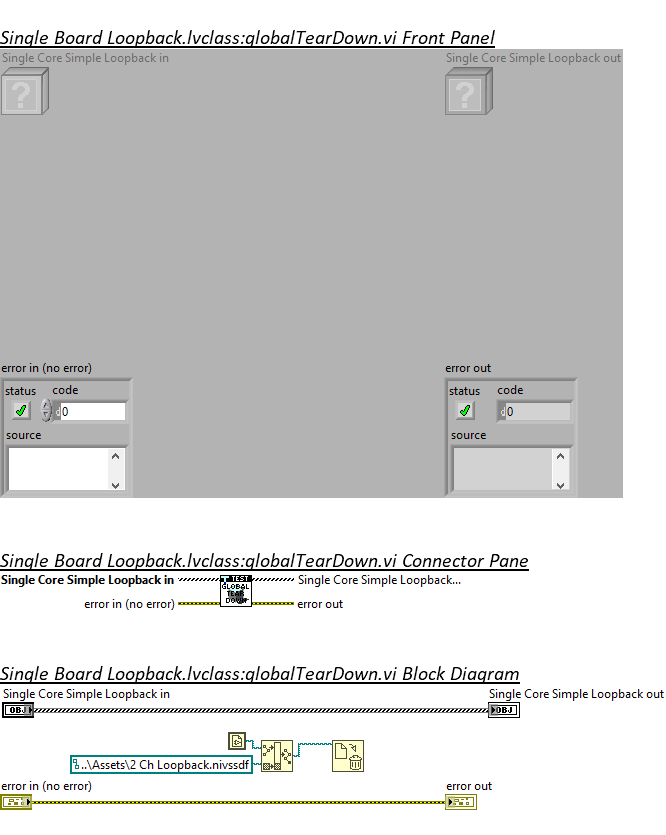 Single Board Loopback.lvclass:globalTearDown.vi Front Panel
Single Core Simple Loopback in
Single Core Simple Loopback out
? ?
error in (no error)
error out
status code
status code
d 0
d 0
source
source
Single Board Loopback.lvclass:globalTearDown.vi Connector Pane
Single Core Simple Loopback in
TEST
GLOBAL
TEAR
DOWN
Single Core Simple Loopback...
error in (no error)
error out
Single Board Loopback.lvclass:globalTearDown.vi Block Diagram
Single Core Simple Loopback in
Single Core Simple Loopback out
OBJ
OBJ
..\Assets\2 Ch Loopback.nivssdf
error in (no error)
error out